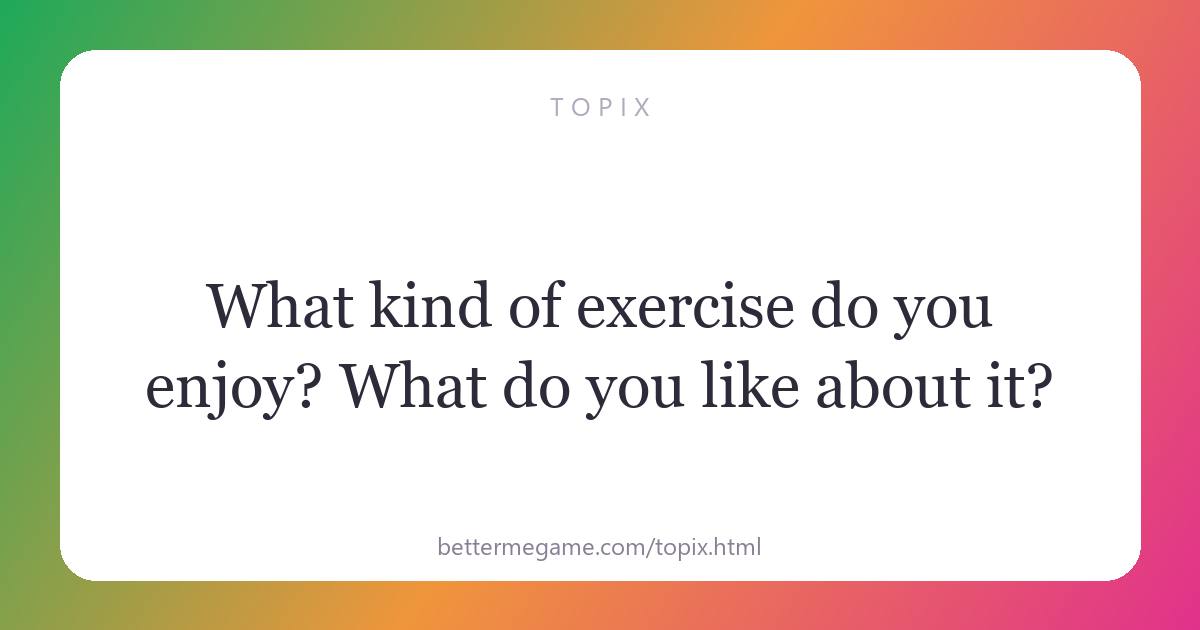 TOPIX
What kind of exercise do you
enjoy? What do you like about it?
bettermegame.com/topix.html